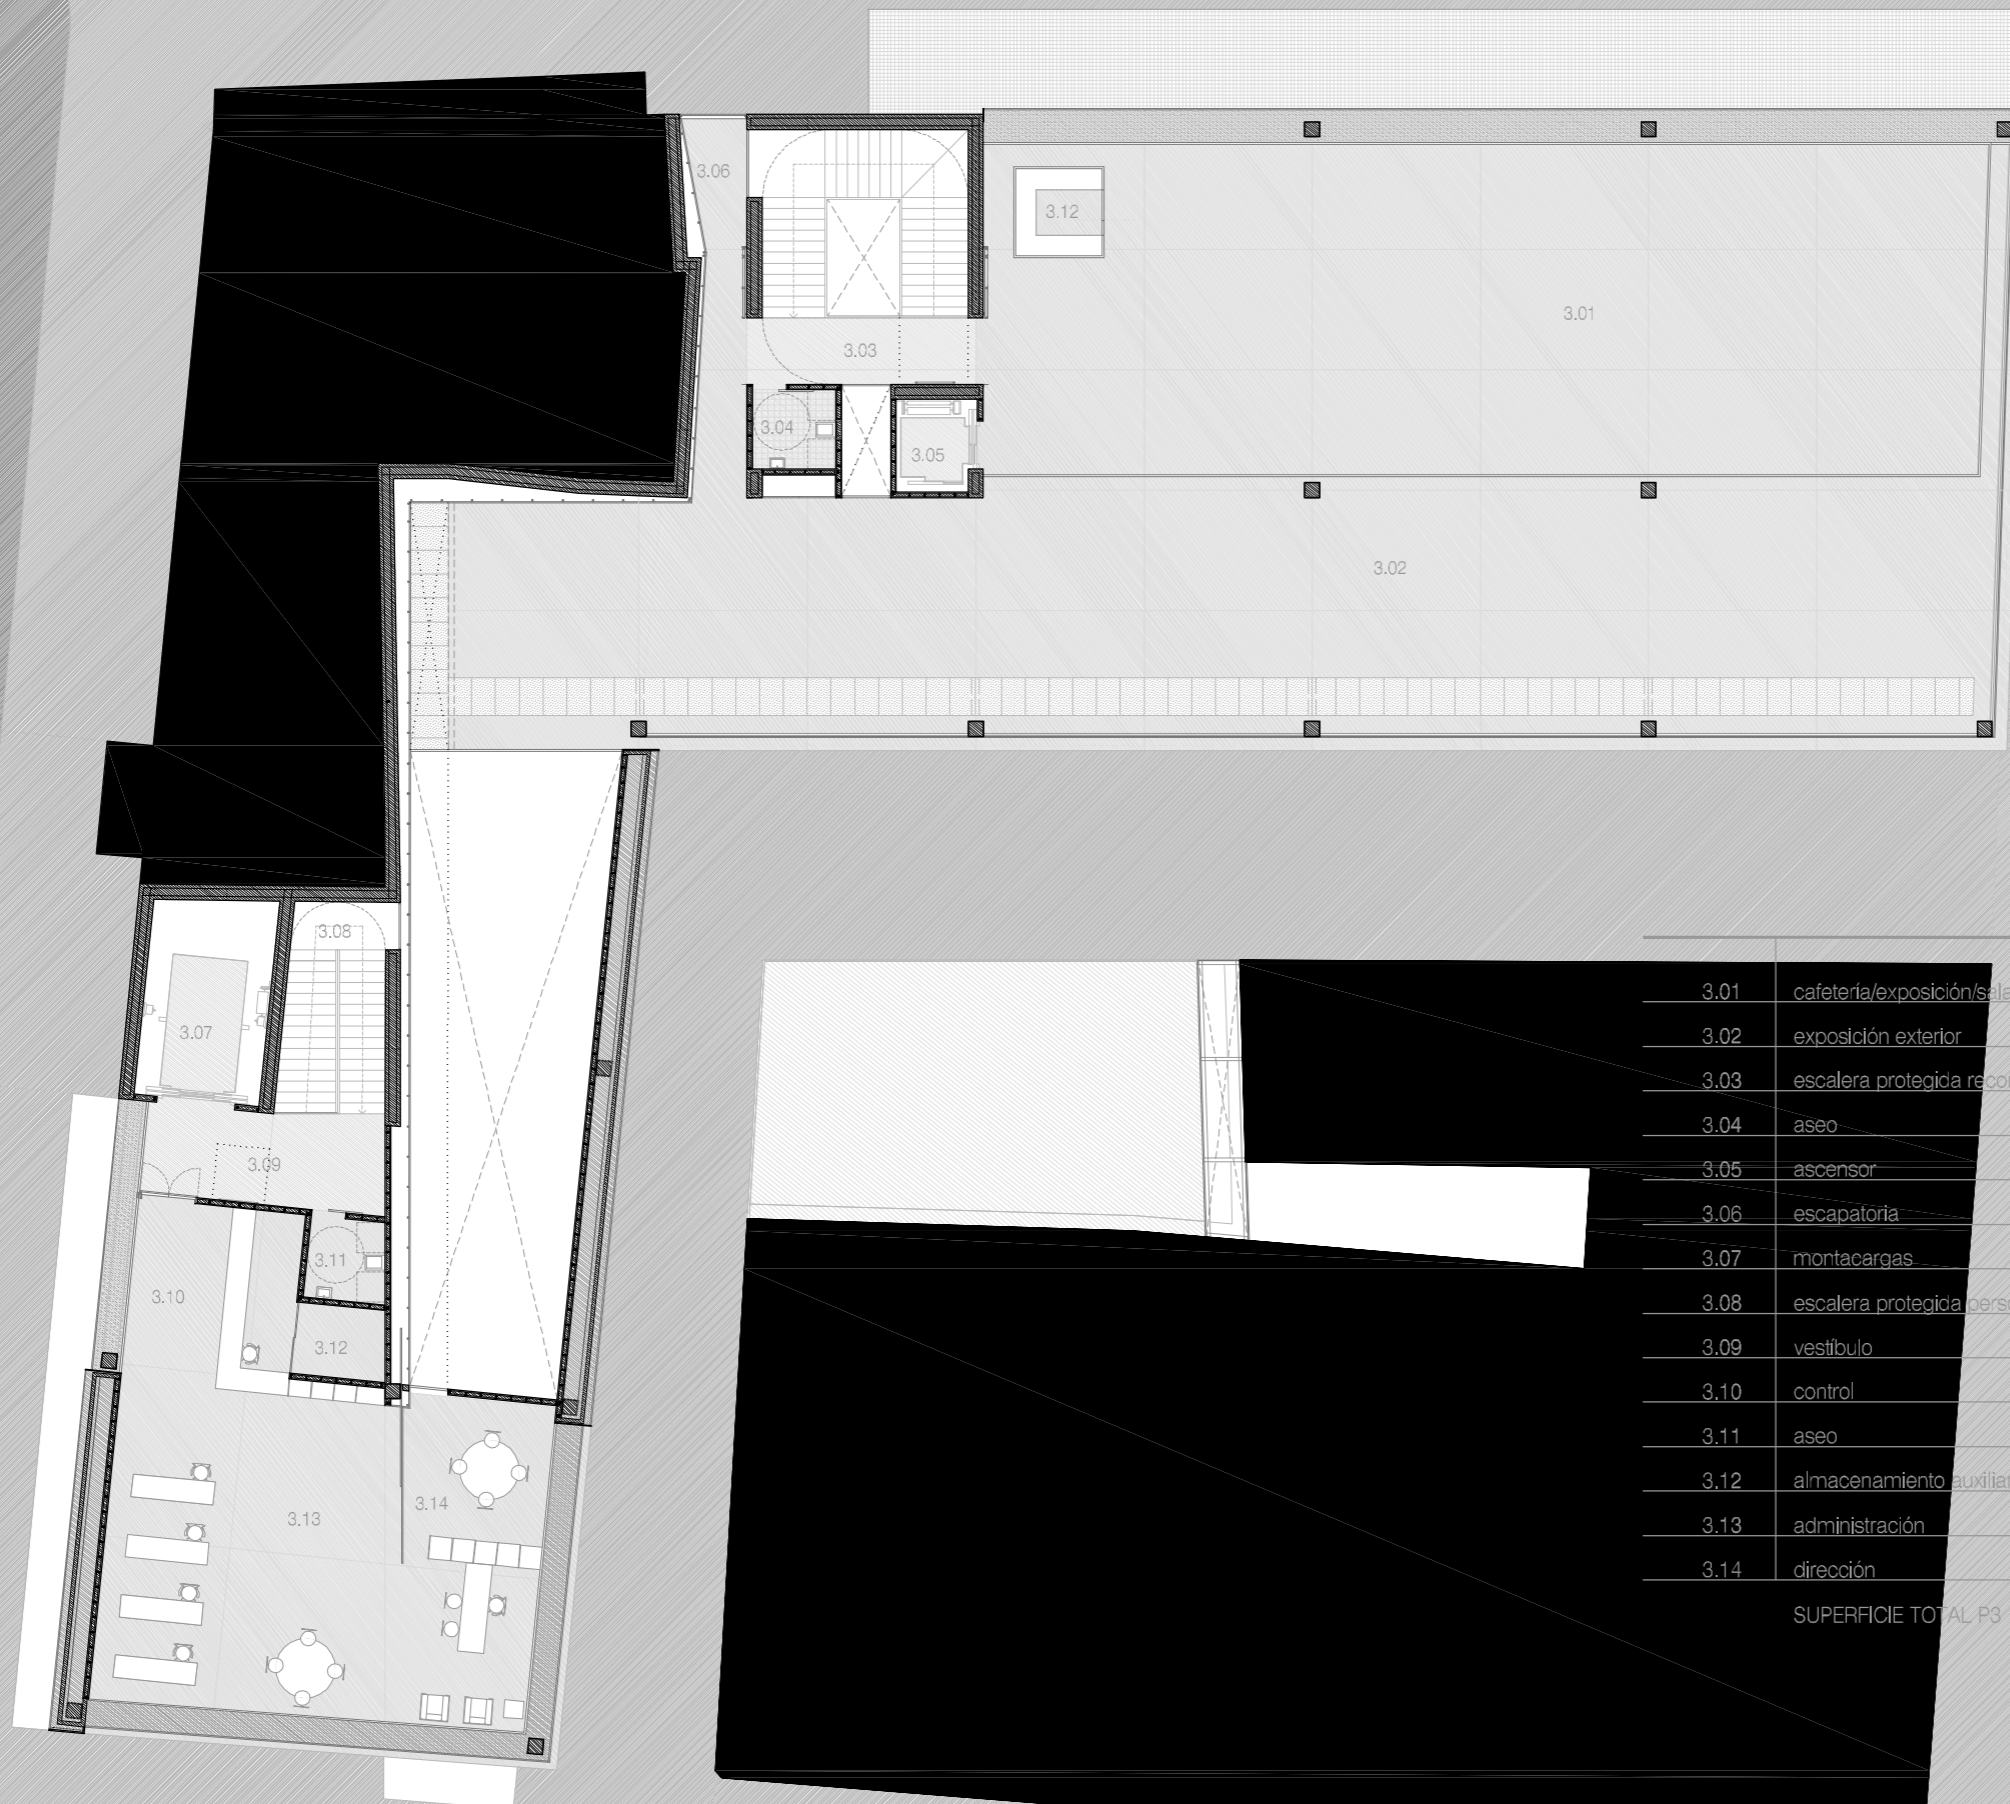 3.06
3.12
3.01
3.03
3.04
3.05
3.02
3.08
3.07
3.09
3.11
3.10
3.12
3.14
3.13
3.01 cafetería/exposición/sala
3.02 exposición exterior
3.03 escalera protegida
3.04 aseo
3.05 ascensor
3.06 escapatoria
3.07 montacargas
3.08 escalera protegida
3.09 vestíbulo
3.10 control
3.11 aseo
3.12 almacenamiento auxiliar
3.13 administración
3.14 dirección
SUPERFICIE TOTAL P3